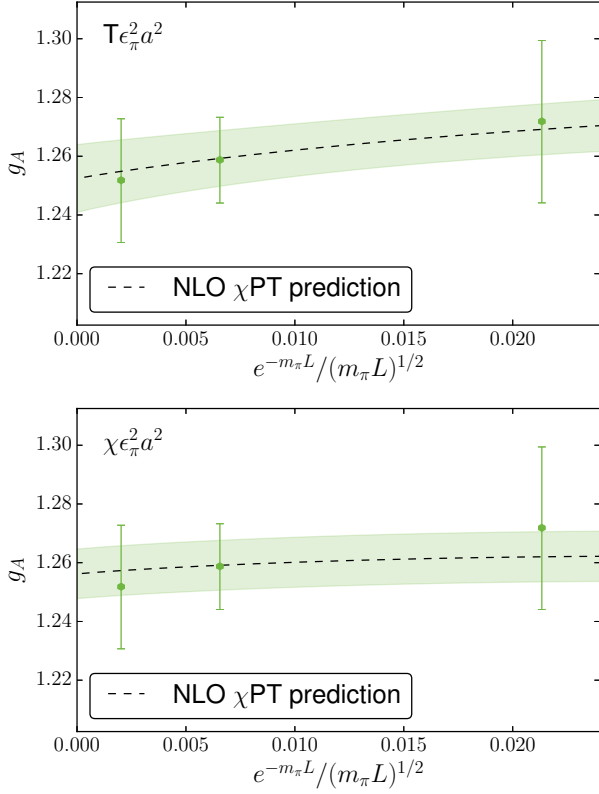 Tϵ_π^2a^2
1.30
1.28
1.26
1.24
1.22
g_A
NLO χPT prediction
0.000 0.005 0.010 0.015 0.020
e^{-m_πL}/(m_πL)^{1/2}
χϵ_π^2a^2
1.30
1.28
1.26
1.24
1.22
g_A
NLO χPT prediction
0.000 0.005 0.010 0.015 0.020
e^{-m_πL}/(m_πL)^{1/2}